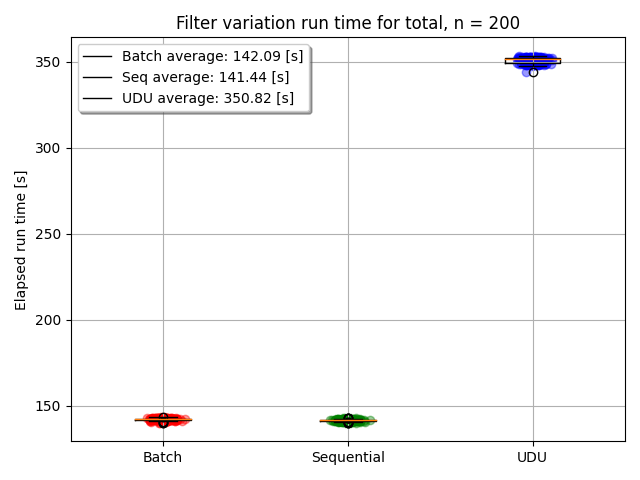 Filter variation run time for total, n = 200
Batch average: 142.09 [s]
Seq average: 141.44 [s]
UDU average: 350.82 [s]
Elapsed run time [s]
350
300
250
200
150
Batch
Sequential
UDU